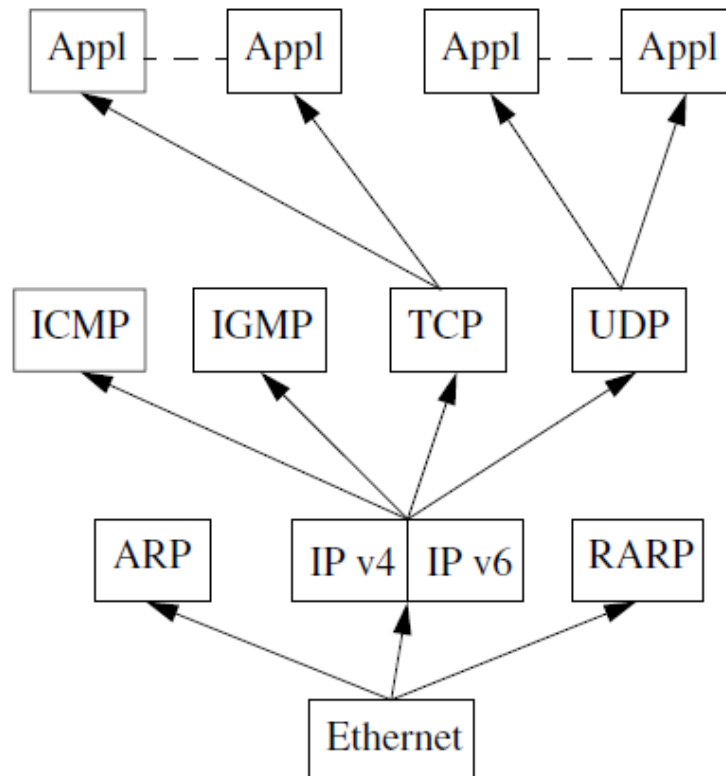 Appl Appl Appl Appl
ICMP IGMP TCP UDP
ARP IP v4 IP v6 RARP
Ethernet